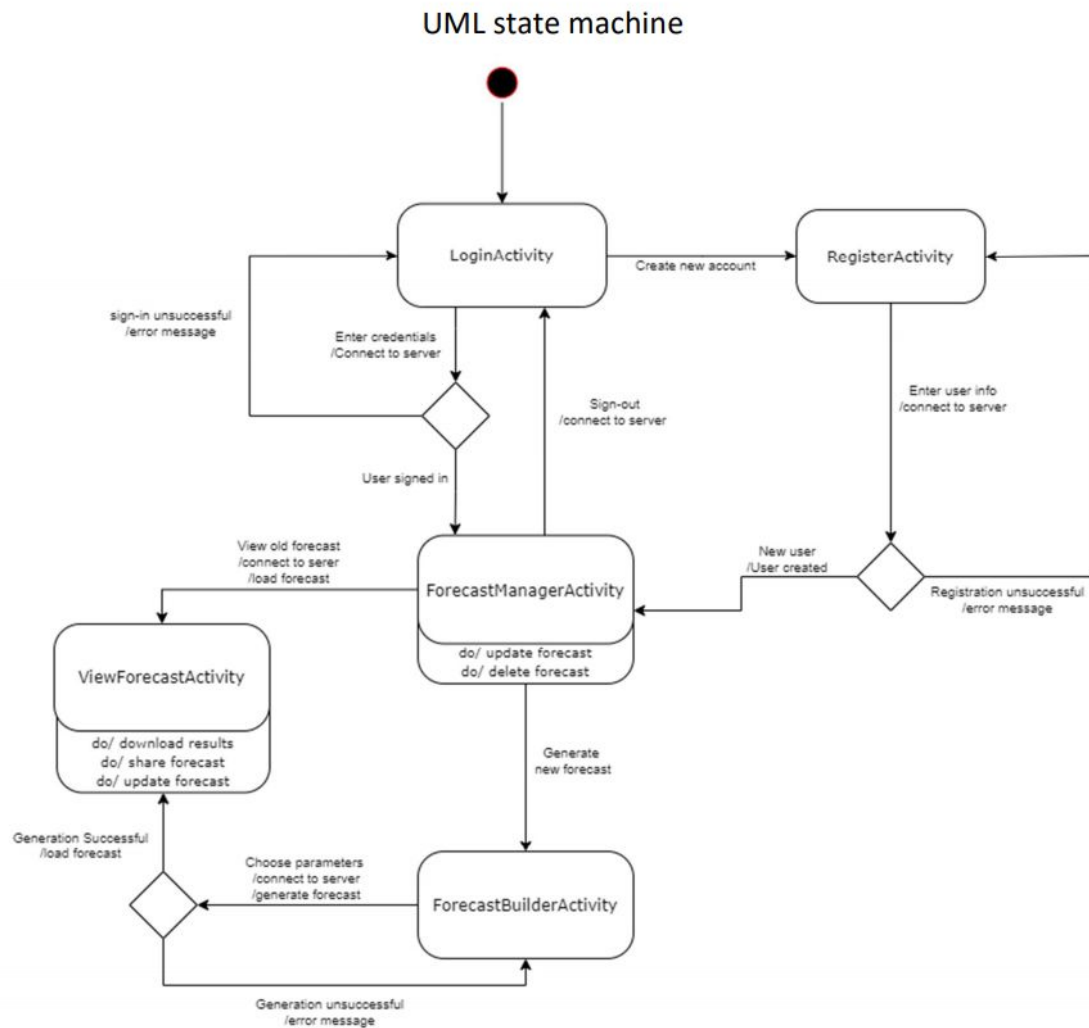 UML state machine
LoginActivity
Create new account
RegisterActivity
sign-in unsuccessful
/error message
Enter credentials
/Connect to server
Sign-out
/connect to server
Enter user info
/connect to server
User signed in
View old forecast
/connect to serer
/load forecast
New user
/User created
Registration unsuccessful
/error message
ForecastManagerActivity
do/ update forecast
do/ delete forecast
ViewForecastActivity
do/ download results
do/ share forecast
do/ update forecast
Generate
new forecast
Generation Successful
/load forecast
Choose parameters
/connect to server
/generate forecast
ForecastBuilderActivity
Generation unsuccessful
/error message